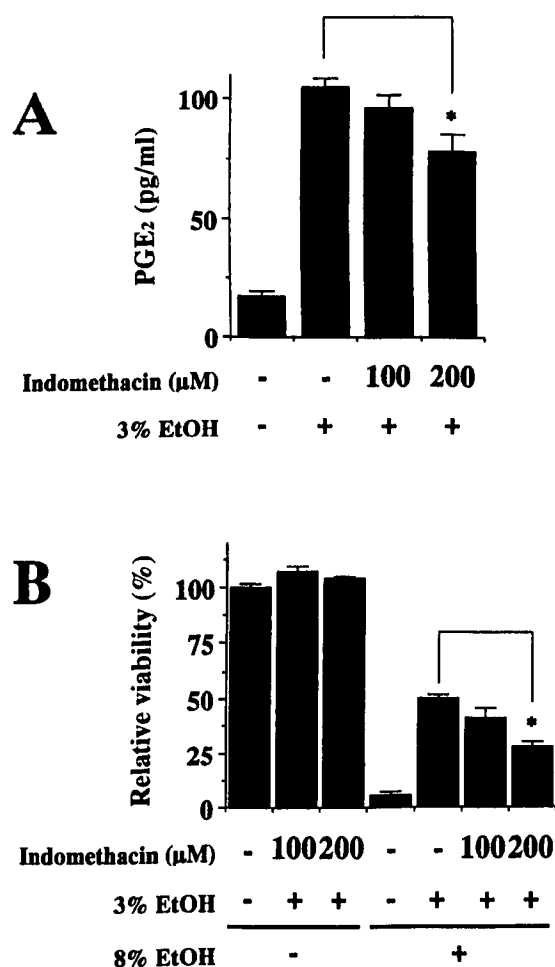 A
PGE₂ (pg/ml)
100
50
0
*
Indomethacin (μM) - - 100 200
3% EtOH - + + +
B
Relative viability (%)
100
75
50
25
0
*
Indomethacin (μM) - 100 200 - - 100 200
3% EtOH - + + - + + +
8% EtOH - +